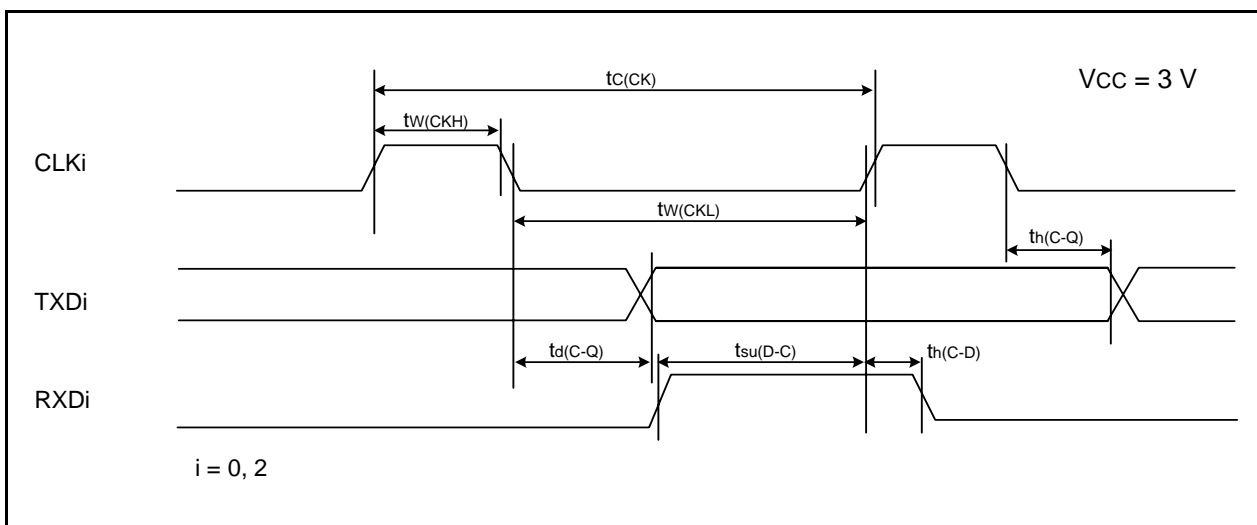 tC(CK)
VCC = 3 V
tW(CKH)
CLKi
tW(CKL)
th(C-Q)
TXDi
td(C-Q)
tsu(D-C)
th(C-D)
RXDi
i = 0, 2